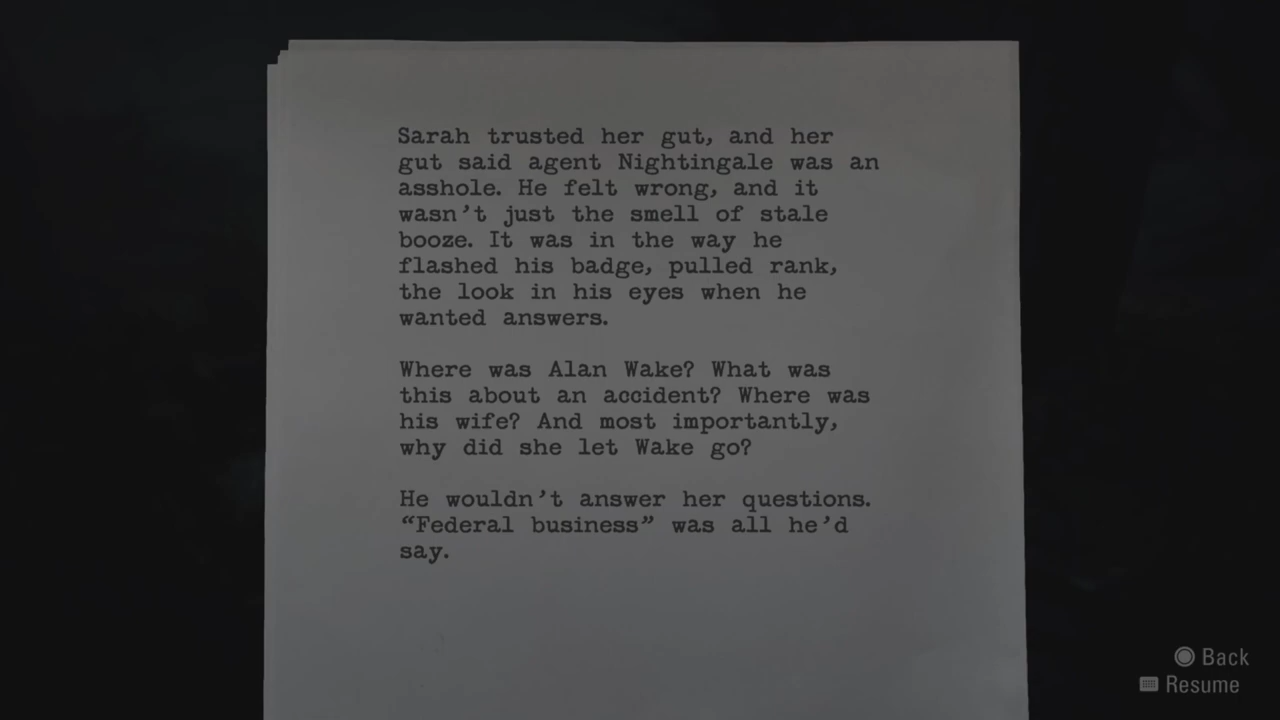 Sarah trusted her gut, and her
gut said agent Nightingale was an
asshole. He felt wrong, and it
wasn't just the smell of stale
booze. It was in the way he
flashed his badge, pulled rank,
the look in his eyes when he
wanted answers.
Where was Alan Wake? What was
this about an accident? Where was
his wife? And most importantly,
why did she let Wake go?
He wouldn't answer her questions.
“Federal business” was all he'd
say.
Back
Resume